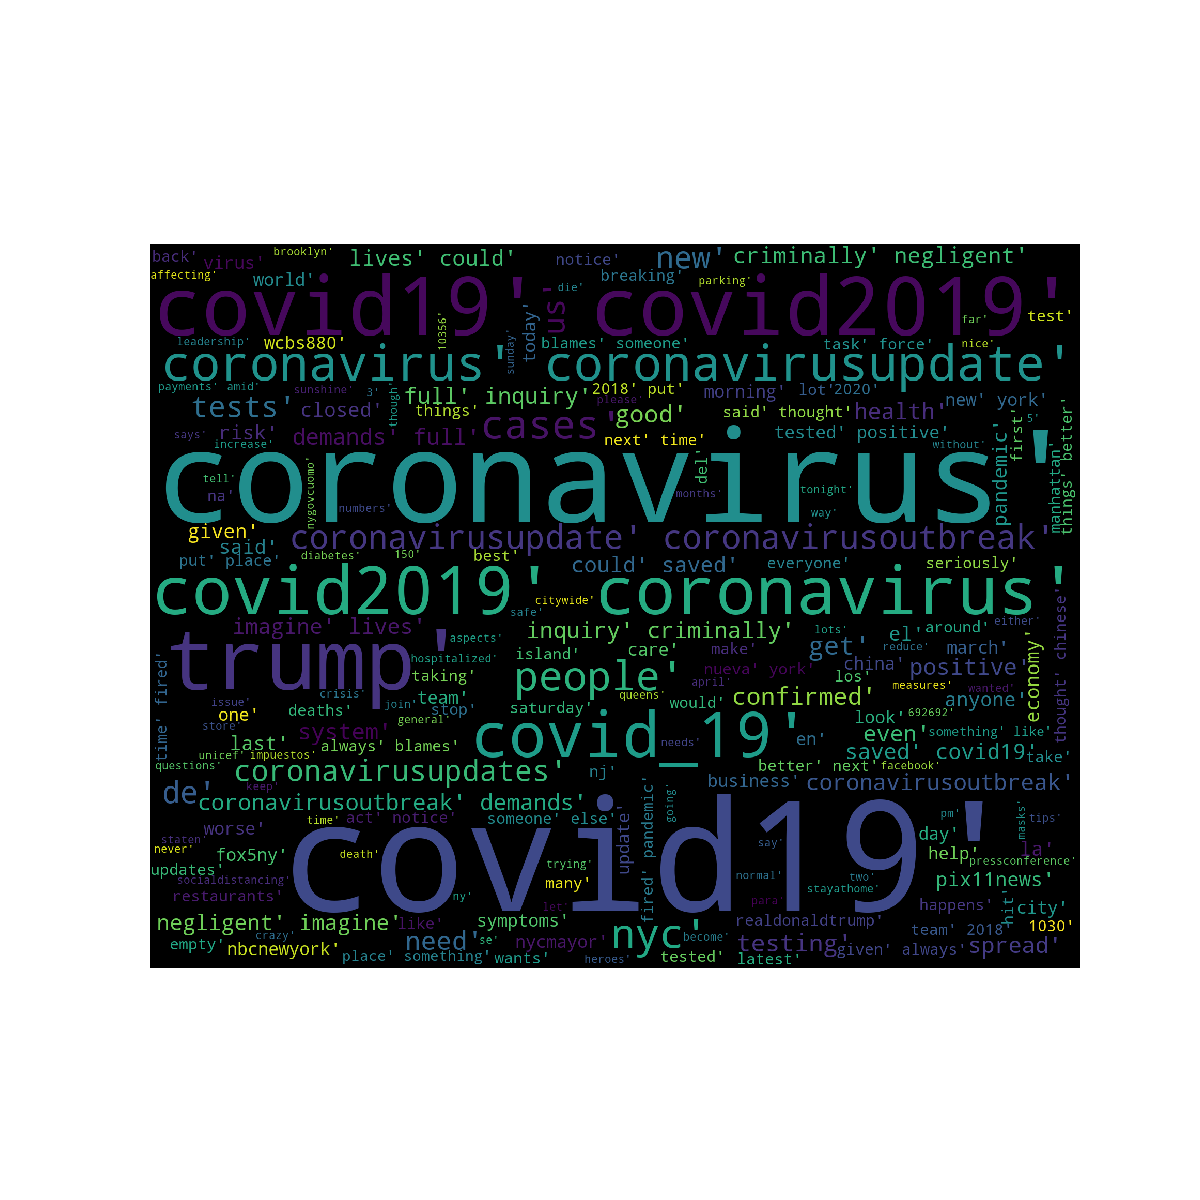 back' virus' brooklyn' lives' could' notice' new' criminally' negligent'
affecting' world' breaking' parking'
covid19' us' die' covid2019' far' test'
leadership' wcbs880' 10356' sunday' today' blames' someone' task' force' nice'
coronavirus' coronavirusupdate'
payments' amid' sunshine' 3' though' full' inquiry' 2018' put' please' morning' lot' 2020' new' york'
tests' closed' things' cases' good' said' thought' health' first' 5'
says' risk' demands' full' next' time' tested' positive' without' pandemic' manhattan' things' better'
increase' del'
tell' nygovcuomo' months' tonight'
coronavirus'
na' numbers' way'
given' coronavirusupdate' coronavirusoutbreak'
said' diabetes' 150' best' could' saved' everyone' seriously'
put' place'
covid2019' citywide' coronavirus'
safe'
imagine' lives' aspects' inquiry' criminally' lots' el' around' either'
trump' hospitalized' island' care' make' get' reduce' march'
taking' people' nueva' york' china' positive' economy' thought' chinese'
time' fired' issue' crisis' join' team' saturday' queens' april' would' los' confirmed' measures' wanted' anyone'
one' store' deaths' general' stop' look' 692692' something' like'
system' covid_19' needs' en' even'
last' always' blames' saved' covid19' take'
unicef' impuestos' nj' better' next' facebook'
questions' coronavirusupdates' business' coronavirusoutbreak'
de' keep' going'
coronavirusoutbreak' demands' someone' else' update' fired' pandemic' pm' masks' tips'
worse' time' act' notice' covid19' day' la'
staten' never' fox5ny' death' trying' say' help' pressconference'
updates' socialdistancing' many' normal' two' stayathome' pix11news'
restaurants' ny' let' para' happens' hit' city'
negligent' imagine' like' symptoms' nyc' realdonaldtrump' team' 2018' 1030'
empty' crazy' nbcnewyork' need' se' nycmayor' become' testing' given' always' spread'
place' something' wants' heroes' tested' latest'